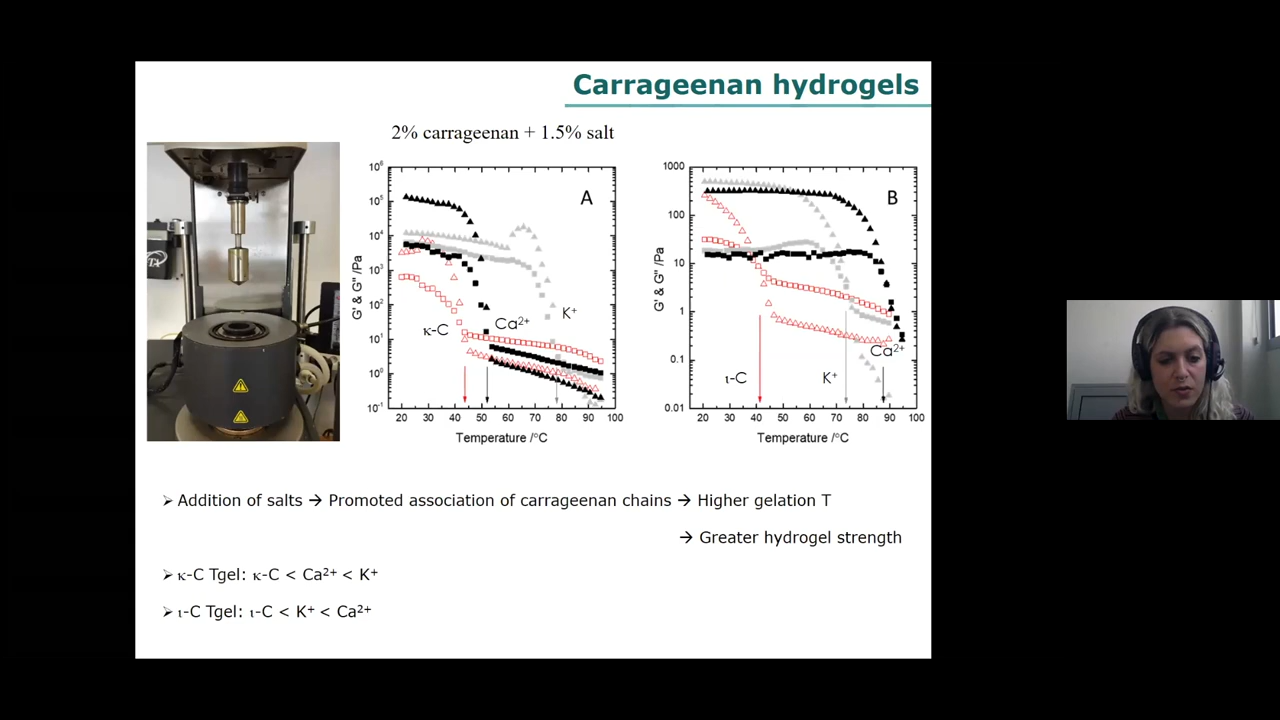 Carrageenan hydrogels
2% carrageenan + 1.5% salt
TA
A
10⁶
10⁵
10⁴
10³
10²
10¹
10⁰
10⁻¹
G' & G'' /Pa
κ-C
Ca²⁺
K⁺
20 30 40 50 60 70 80 90 100
Temperature /°C
B
1000
100
10
1
0.1
0.01
G' & G'' /Pa
ι-C
K⁺
Ca²⁺
20 30 40 50 60 70 80 90 100
Temperature /°C
➢ Addition of salts → Promoted association of carrageenan chains → Higher gelation T
→ Greater hydrogel strength
➢ κ-C Tgel: κ-C < Ca²⁺ < K⁺
➢ ι-C Tgel: ι-C < K⁺ < Ca²⁺